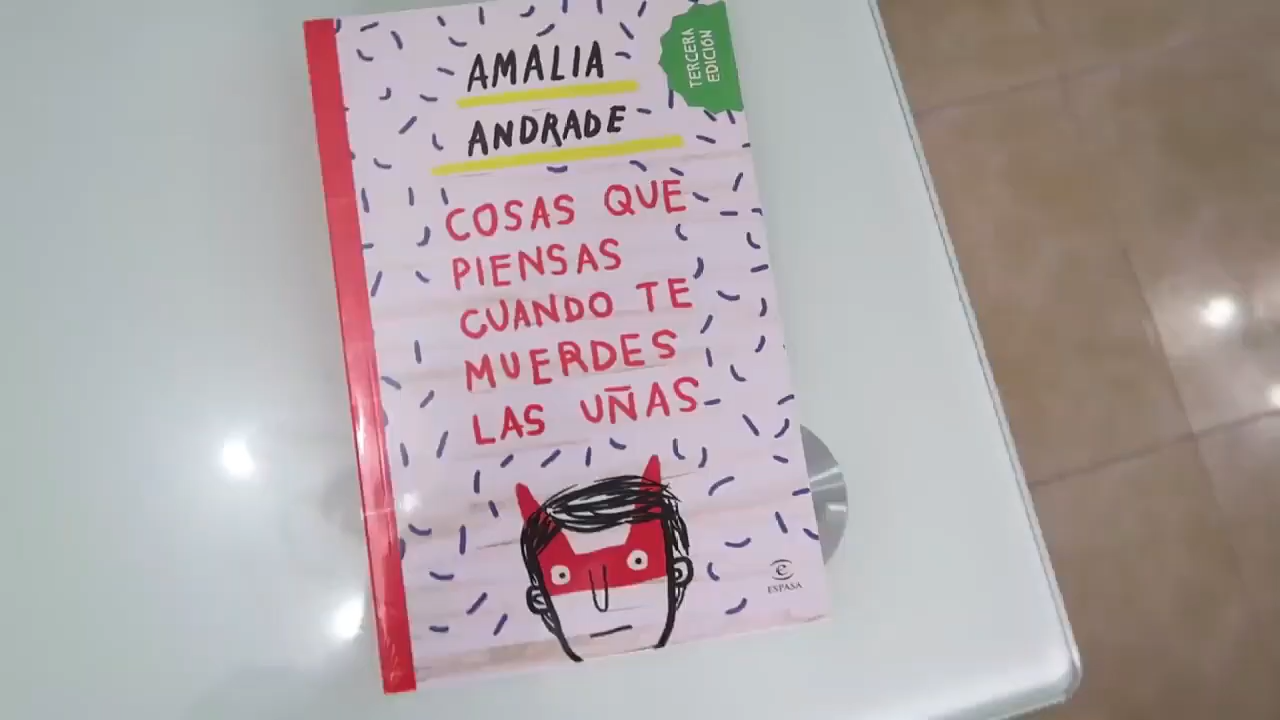 AMALIA
ANDRADE
TERCERA
EDICIÓN
COSAS QUE
PIENSAS
CUANDO TE
MUERDES
LAS UÑAS
e
ESPASA